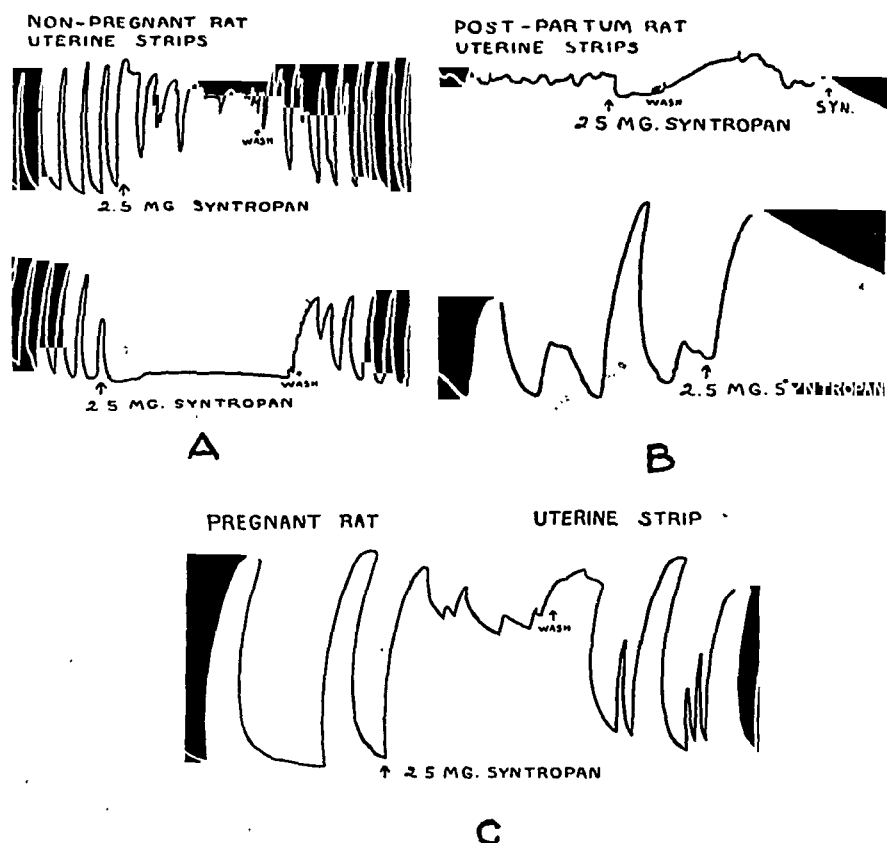 NON-PREGNANT RAT
UTERINE STRIPS
WASH
2.5 MG SYNTROPAN
WASH
2 5 MG. SYNTROPAN
A
POST-PARTUM RAT
UTERINE STRIPS
WASH
SYN.
2 5 MG. SYNTROPAN
2.5 MG. SYNTROPAN
B
PREGNANT RAT UTERINE STRIP
WASH
2 5 MG. SYNTROPAN
C